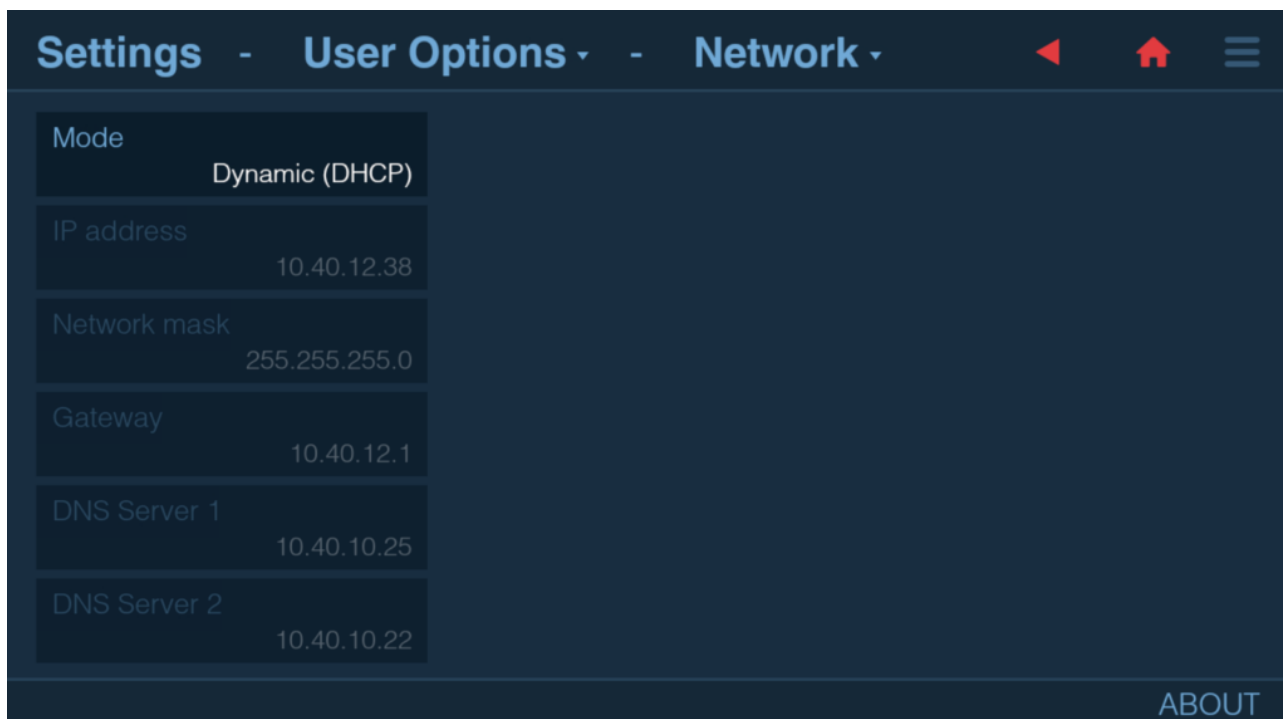 Settings - User Options - Network
Mode
Dynamic (DHCP)
IP address
10.40.12.38
Network mask
255.255.255.0
Gateway
10.40.12.1
DNS Server 1
10.40.10.25
DNS Server 2
10.40.10.22
ABOUT